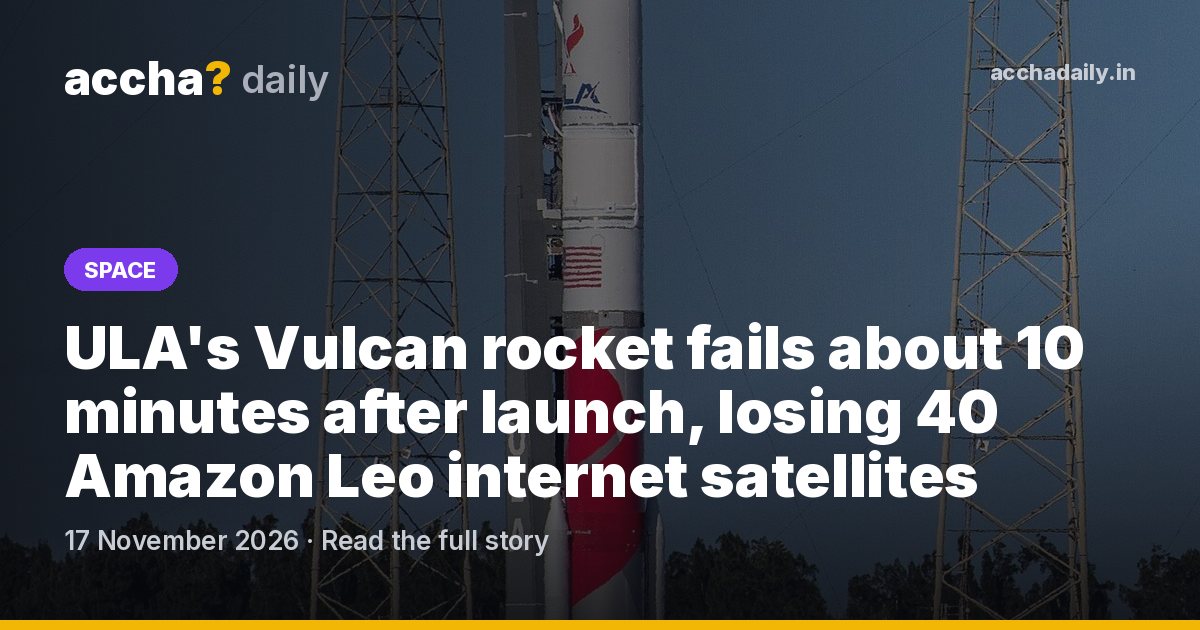 accha? daily
acchadaily.in
SPACE
ULA's Vulcan rocket fails about 10
minutes after launch, losing 40
Amazon Leo internet satellites
17 November 2026 · Read the full story